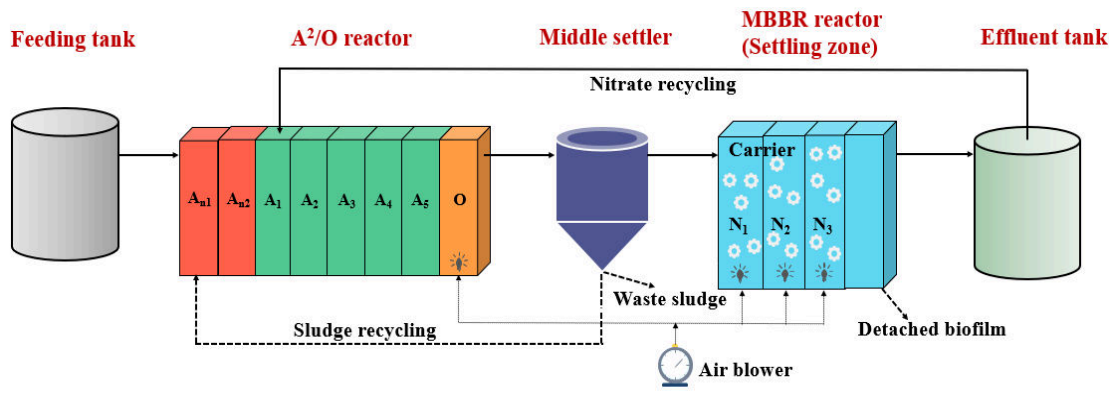 Feeding tank
A²/O reactor
Middle settler
MBBR reactor
(Settling zone)
Effluent tank
Nitrate recycling
Carrier
An1
An2
A1
A2
A3
A4
A5
O
N1
N2
N3
Waste sludge
Sludge recycling
Detached biofilm
Air blower